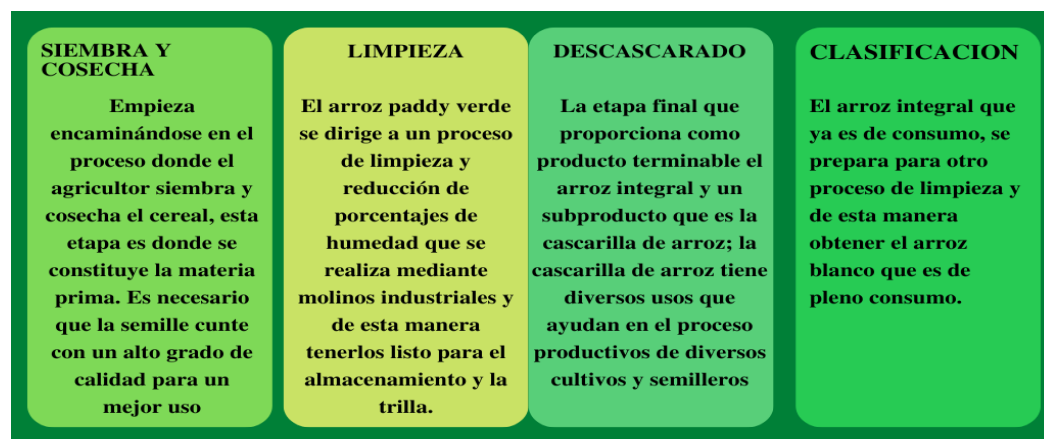 SIEMBRA Y
COSECHA
Empieza
encaminándose en el
proceso donde el
agricultor siembra y
cosecha el cereal, esta
etapa es donde se
constituye la materia
prima. Es necesario
que la semille cunte
con un alto grado de
calidad para un
mejor uso
LIMPIEZA
El arroz paddy verde
se dirige a un proceso
de limpieza y
reducción de
porcentajes de
humedad que se
realiza mediante
molinos industriales y
de esta manera
tenerlos listo para el
almacenamiento y la
trilla.
DESCASCARADO
La etapa final que
proporciona como
producto terminable el
arroz integral y un
subproducto que es la
cascarilla de arroz; la
cascarilla de arroz tiene
diversos usos que
ayudan en el proceso
productivos de diversos
cultivos y semilleros
CLASIFICACION
El arroz integral que
ya es de consumo, se
prepara para otro
proceso de limpieza y
de esta manera
obtener el arroz
blanco que es de
pleno consumo.